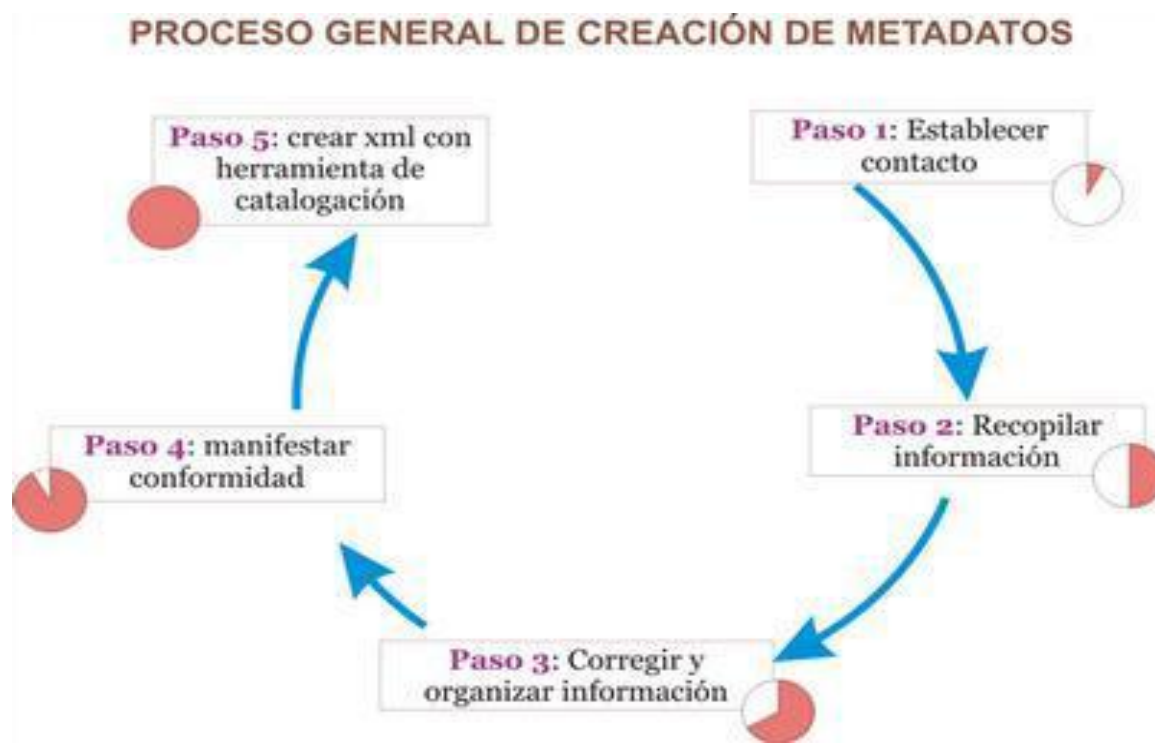 PROCESO GENERAL DE CREACIÓN DE METADATOS
Paso 1: Establecer
contacto
Paso 2: Recopilar
información
Paso 3: Corregir y
organizar información
Paso 4: manifestar
conformidad
Paso 5: crear xml con
herramienta de
catalogación